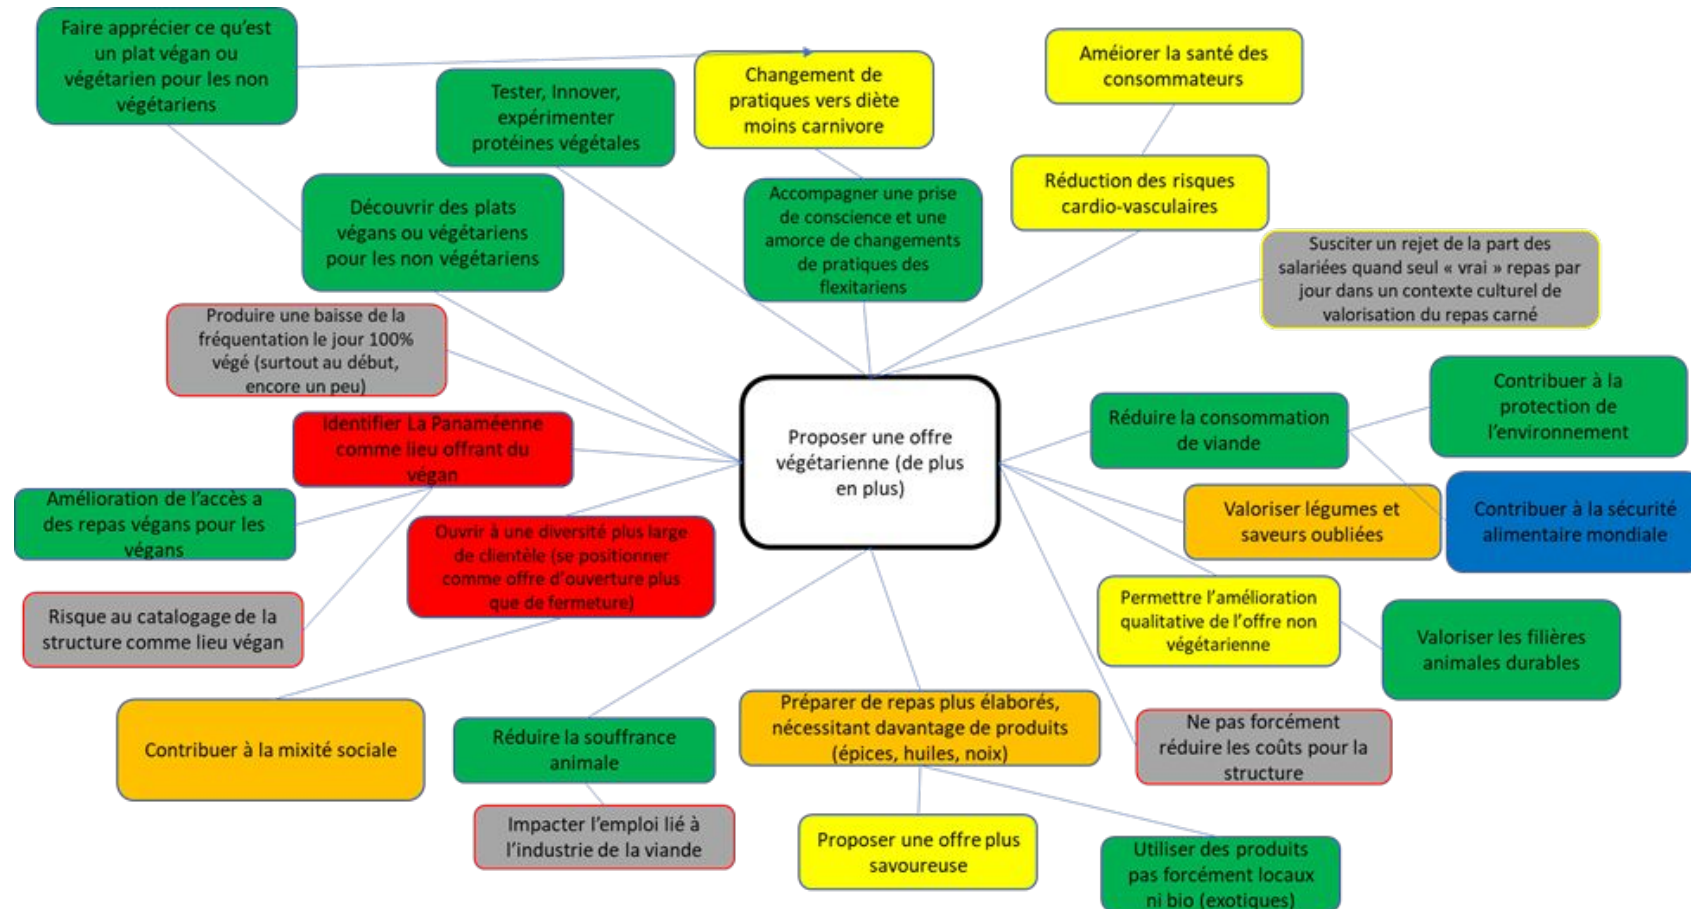 Faire apprécier ce qu'est
un plat végan ou
végétarien pour les non
végétariens
Tester, Innover,
expérimenter
protéines végétales
Changement de
pratiques vers diète
moins carnivore
Améiorer la santé des
consommateurs
Découvrir des plats
végans ou végétariens
pour les non végétariens
Accompagner une prise
de conscience et une
amorce de changements
de pratiques des
flexitariens
Réduction des risques
cardio-vasculaires
Susciter un rejet de la part des
salariées quand seul « vrai » repas par
jour dans un contexte culturel de
valorisation du repas carné
Produire une baisse de la
fréquentation le jour 100%
végé (surtout au début,
encore un peu)
Identifier La Panaméenne
comme lieu offrant du
végan
Proposer une offre
végétarienne (de plus
en plus)
Réduire la consommation
de viande
Contribuer à la
protection de
l'environnement
Amélioration de l'accès a
des repas végans pour les
végans
Ouvrir à une diversité plus large
de clientèle (se positionner
comme offre d'ouverture plus
que de fermeture)
Valoriser légumes et
saveurs oubliées
Contribuer à la sécurité
alimentaire mondiale
Risque au catalogage de la
structure comme lieu végan
Permettre l'amélioration
qualitative de l'offre non
végétarienne
Valoriser les filières
animales durables
Contribuer à la mixité sociale
Réduire la souffrance
animale
Préparer de repas plus élaborés,
nécessitant davantage de produits
(épices, huiles, noix)
Ne pas forcément
réduire les coûts pour la
structure
Impacter l'emploi lié à
l'industrie de la viande
Proposer une offre plus
savoureuse
Utiliser des produits
pas forcément locaux
ni bio (exotiques)